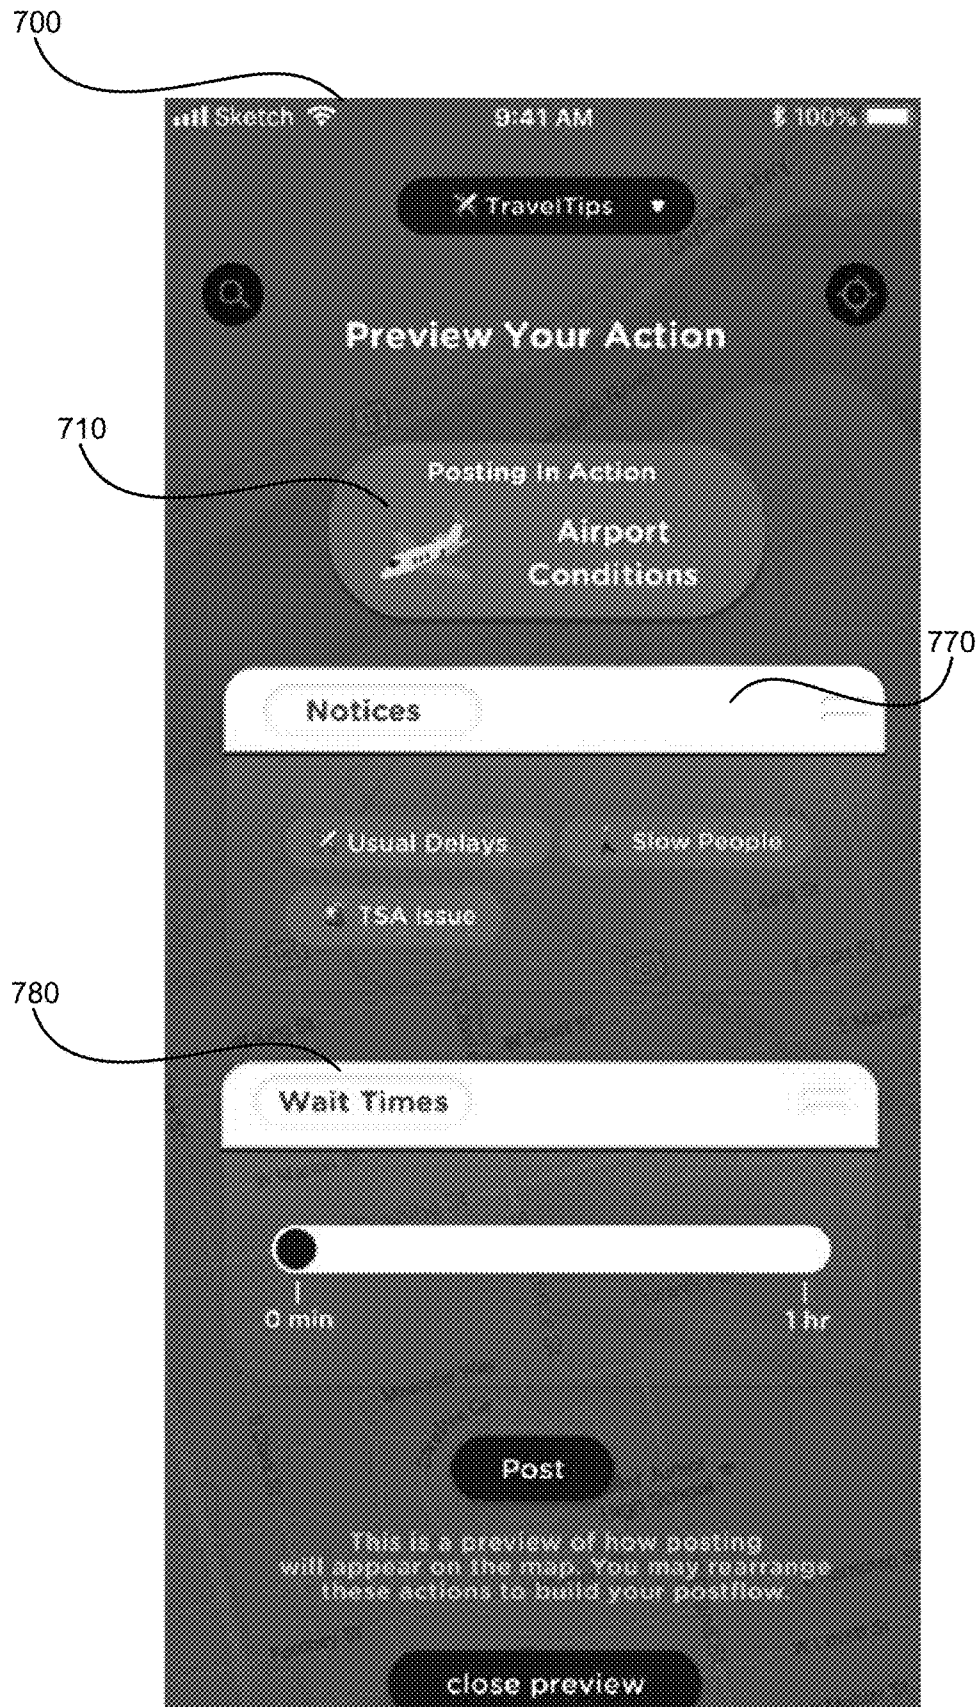 700
Sketch 9:41 AM 100%
TravelTips
Preview Your Action
710
Posting in Action
Airport
Conditions
770
Notices
Usual Delays Slow People
TSA Issue
780
Wait Times
0 min 1 hr
Post
This is a preview of how posting
will appear on the map. You may rearrange
these actions to build your postflow
close preview